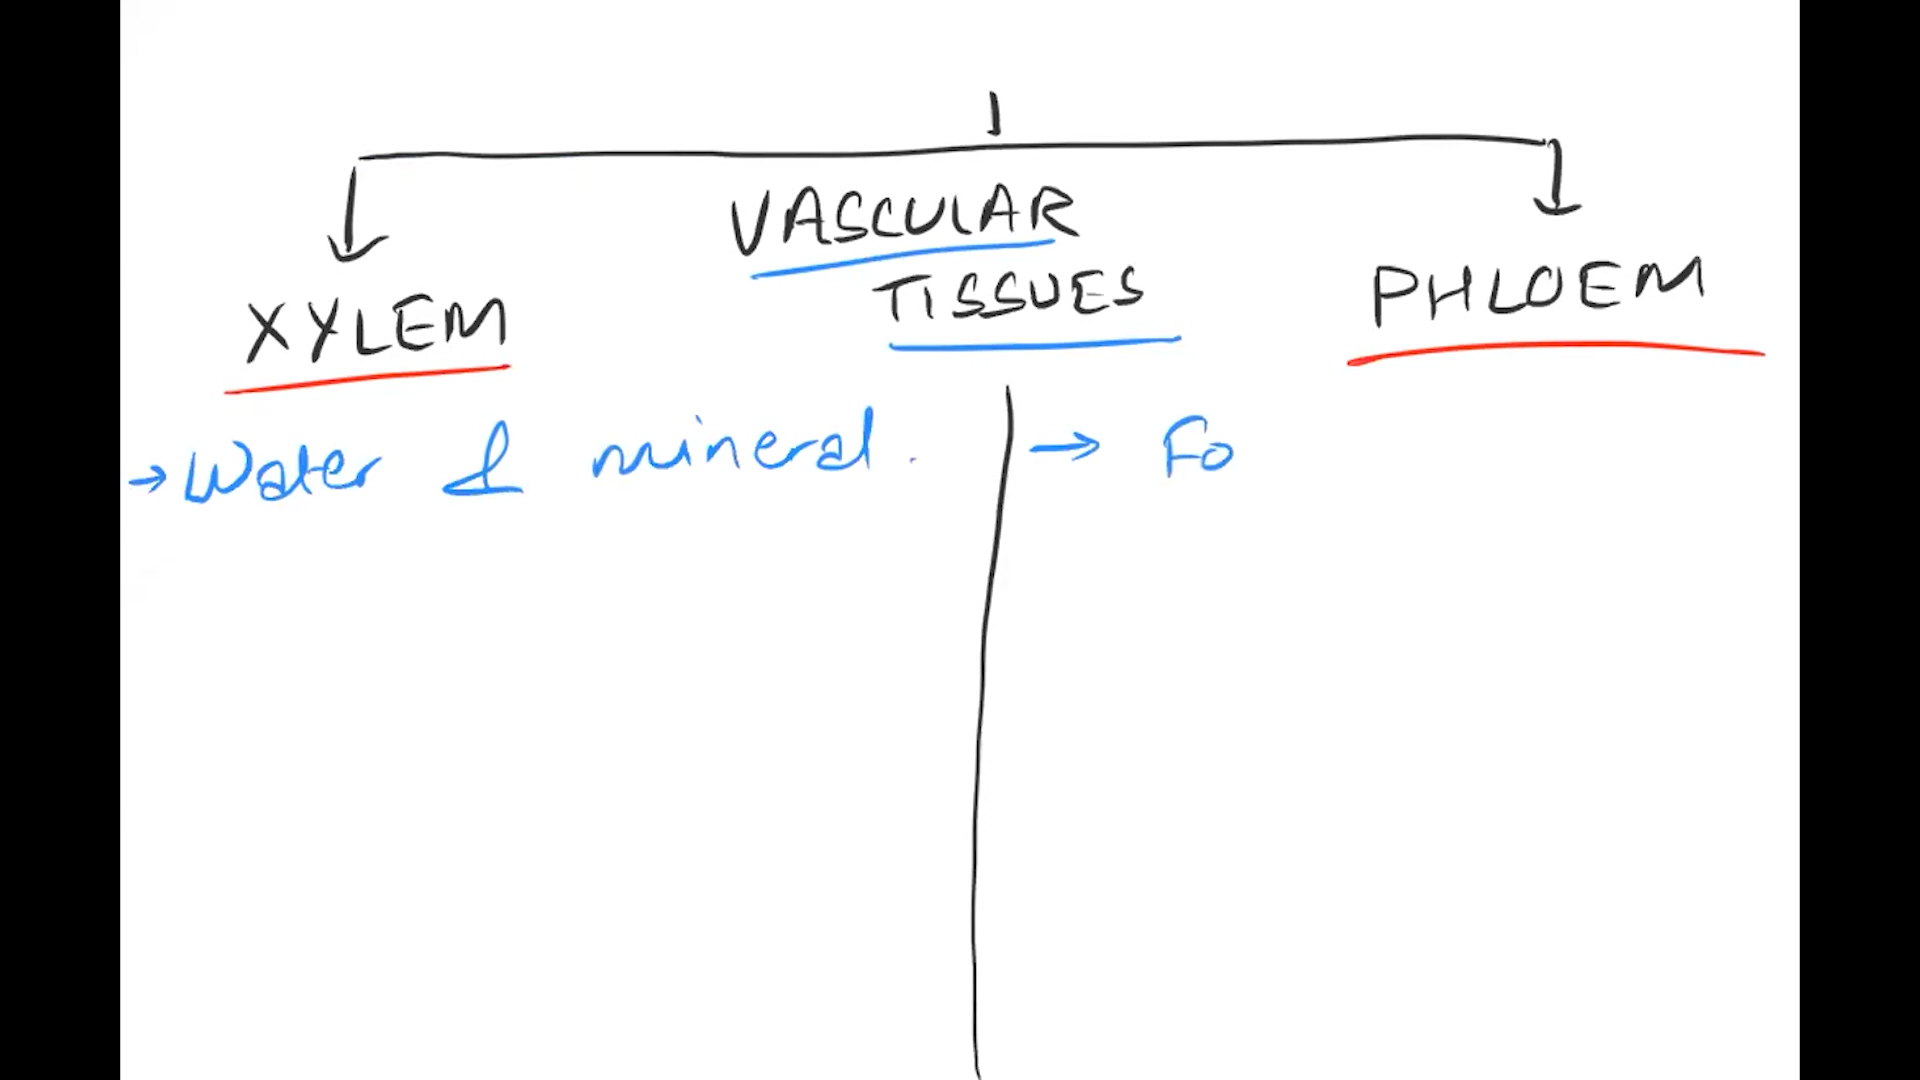 VASCULAR
TISSUES
XYLEM
PHLOEM
→ Water & mineral.
→ Fo